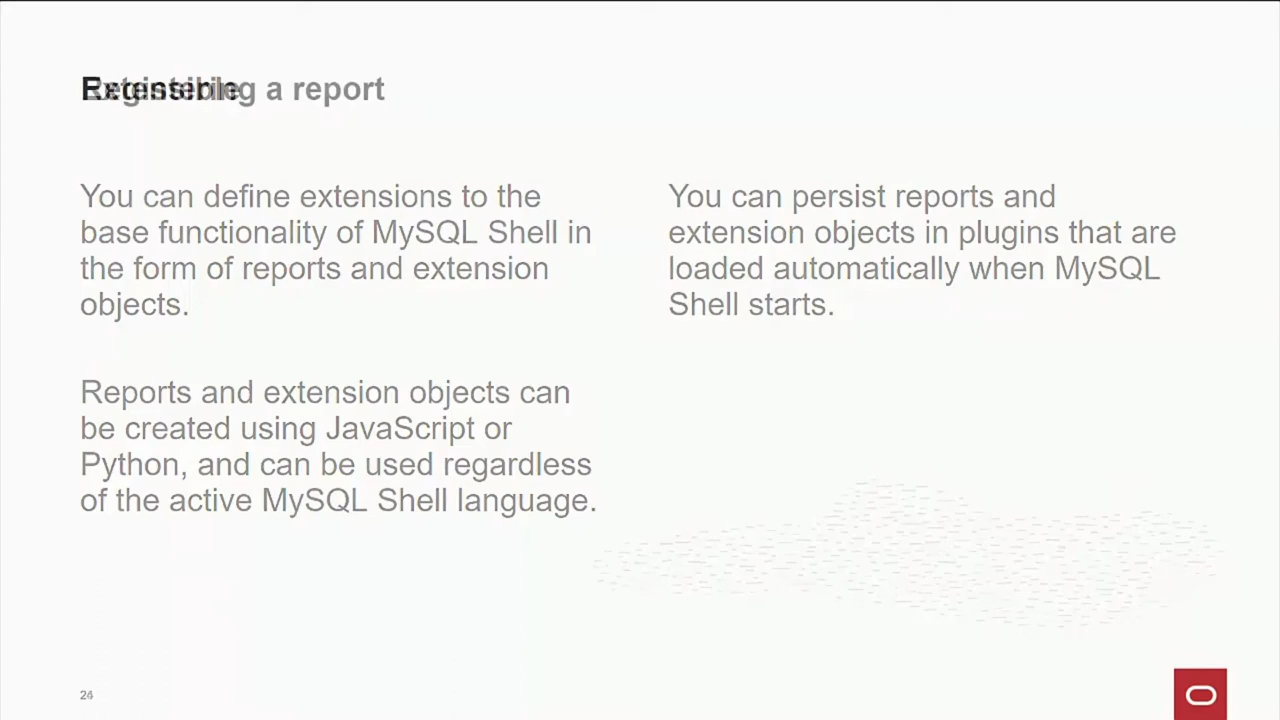 Extensible
Registering a report
You can define extensions to the
base functionality of MySQL Shell in
the form of reports and extension
objects.
Reports and extension objects can
be created using JavaScript or
Python, and can be used regardless
of the active MySQL Shell language.
You can persist reports and
extension objects in plugins that are
loaded automatically when MySQL
Shell starts.
24